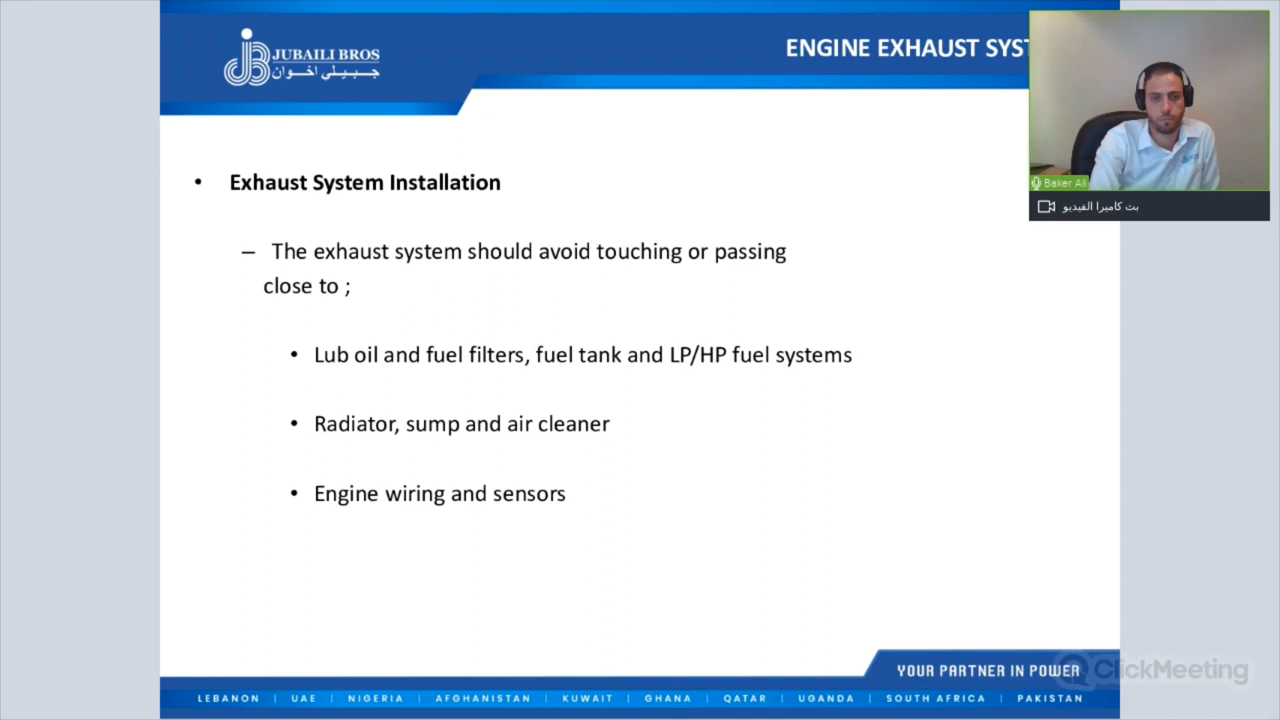 JUBAILI BROS
جبيلي اخوان
ENGINE EXHAUST SYST
Baker Ali
بث كاميرا الفيديو
• Exhaust System Installation
– The exhaust system should avoid touching or passing
close to ;
• Lub oil and fuel filters, fuel tank and LP/HP fuel systems
• Radiator, sump and air cleaner
• Engine wiring and sensors
YOUR PARTNER IN POWER
ClickMeeting
LEBANON | UAE | NIGERIA | AFGHANISTAN | KUWAIT | GHANA | QATAR | UGANDA | SOUTH AFRICA | PAKISTAN